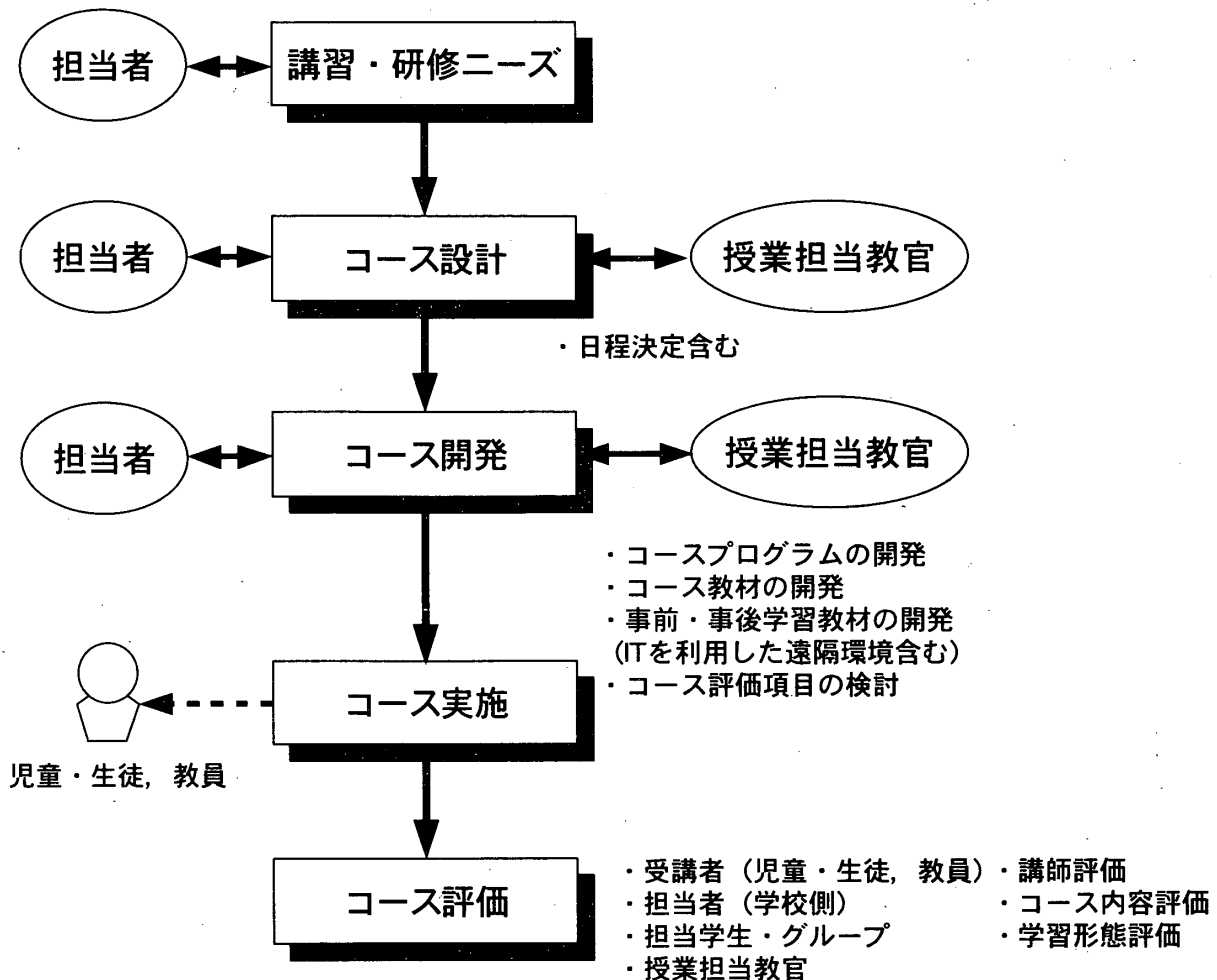 担当者
講習・研修ニーズ
担当者
コース設計
授業担当教官
・日程決定含む
担当者
コース開発
授業担当教官
・コースプログラムの開発
・コース教材の開発
・事前・事後学習教材の開発
（ITを利用した遠隔環境含む）
・コース評価項目の検討
コース実施
児童・生徒，教員
コース評価
・受講者（児童・生徒，教員）・講師評価
・担当者（学校側）　・コース内容評価
・担当学生・グループ　・学習形態評価
・授業担当教官